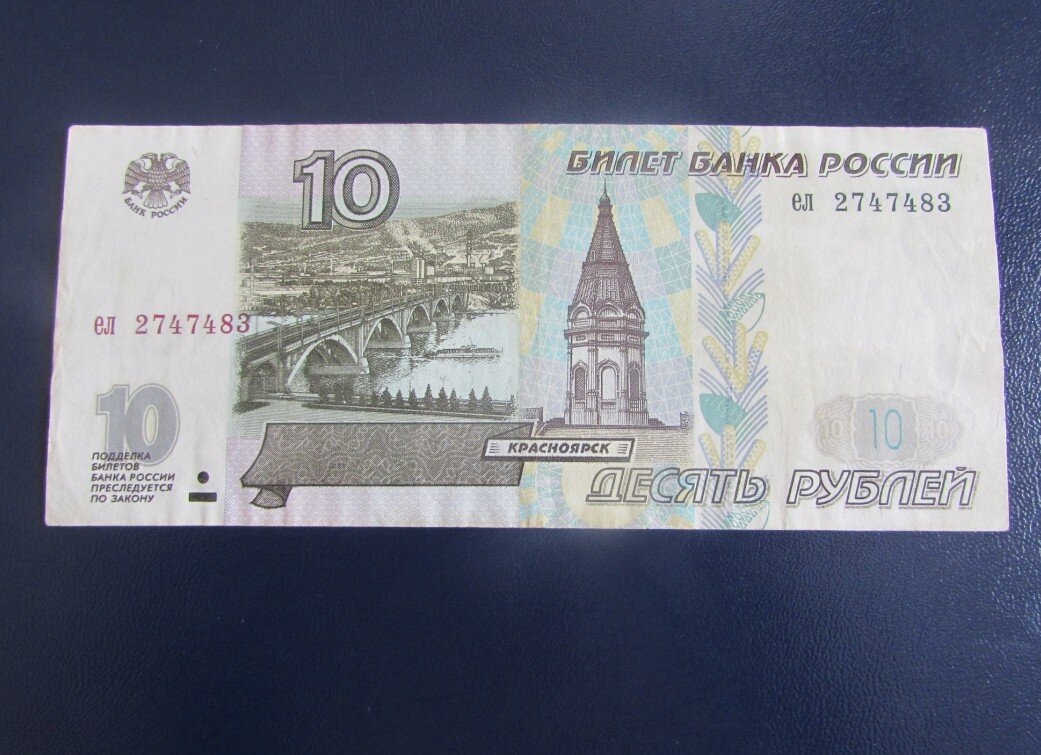 10
БИЛЕТ БАНКА РОССИИ
ел 2747483
БАНК РОССИИ
ел 2747483
10
10
ПОДДЕЛКА
БИЛЕТОВ
БАНКА РОССИИ
ПРЕСЛЕДУЕТСЯ
ПО ЗАКОНУ
КРАСНОЯРСК
ДЕСЯТЬ РУБЛЕЙ